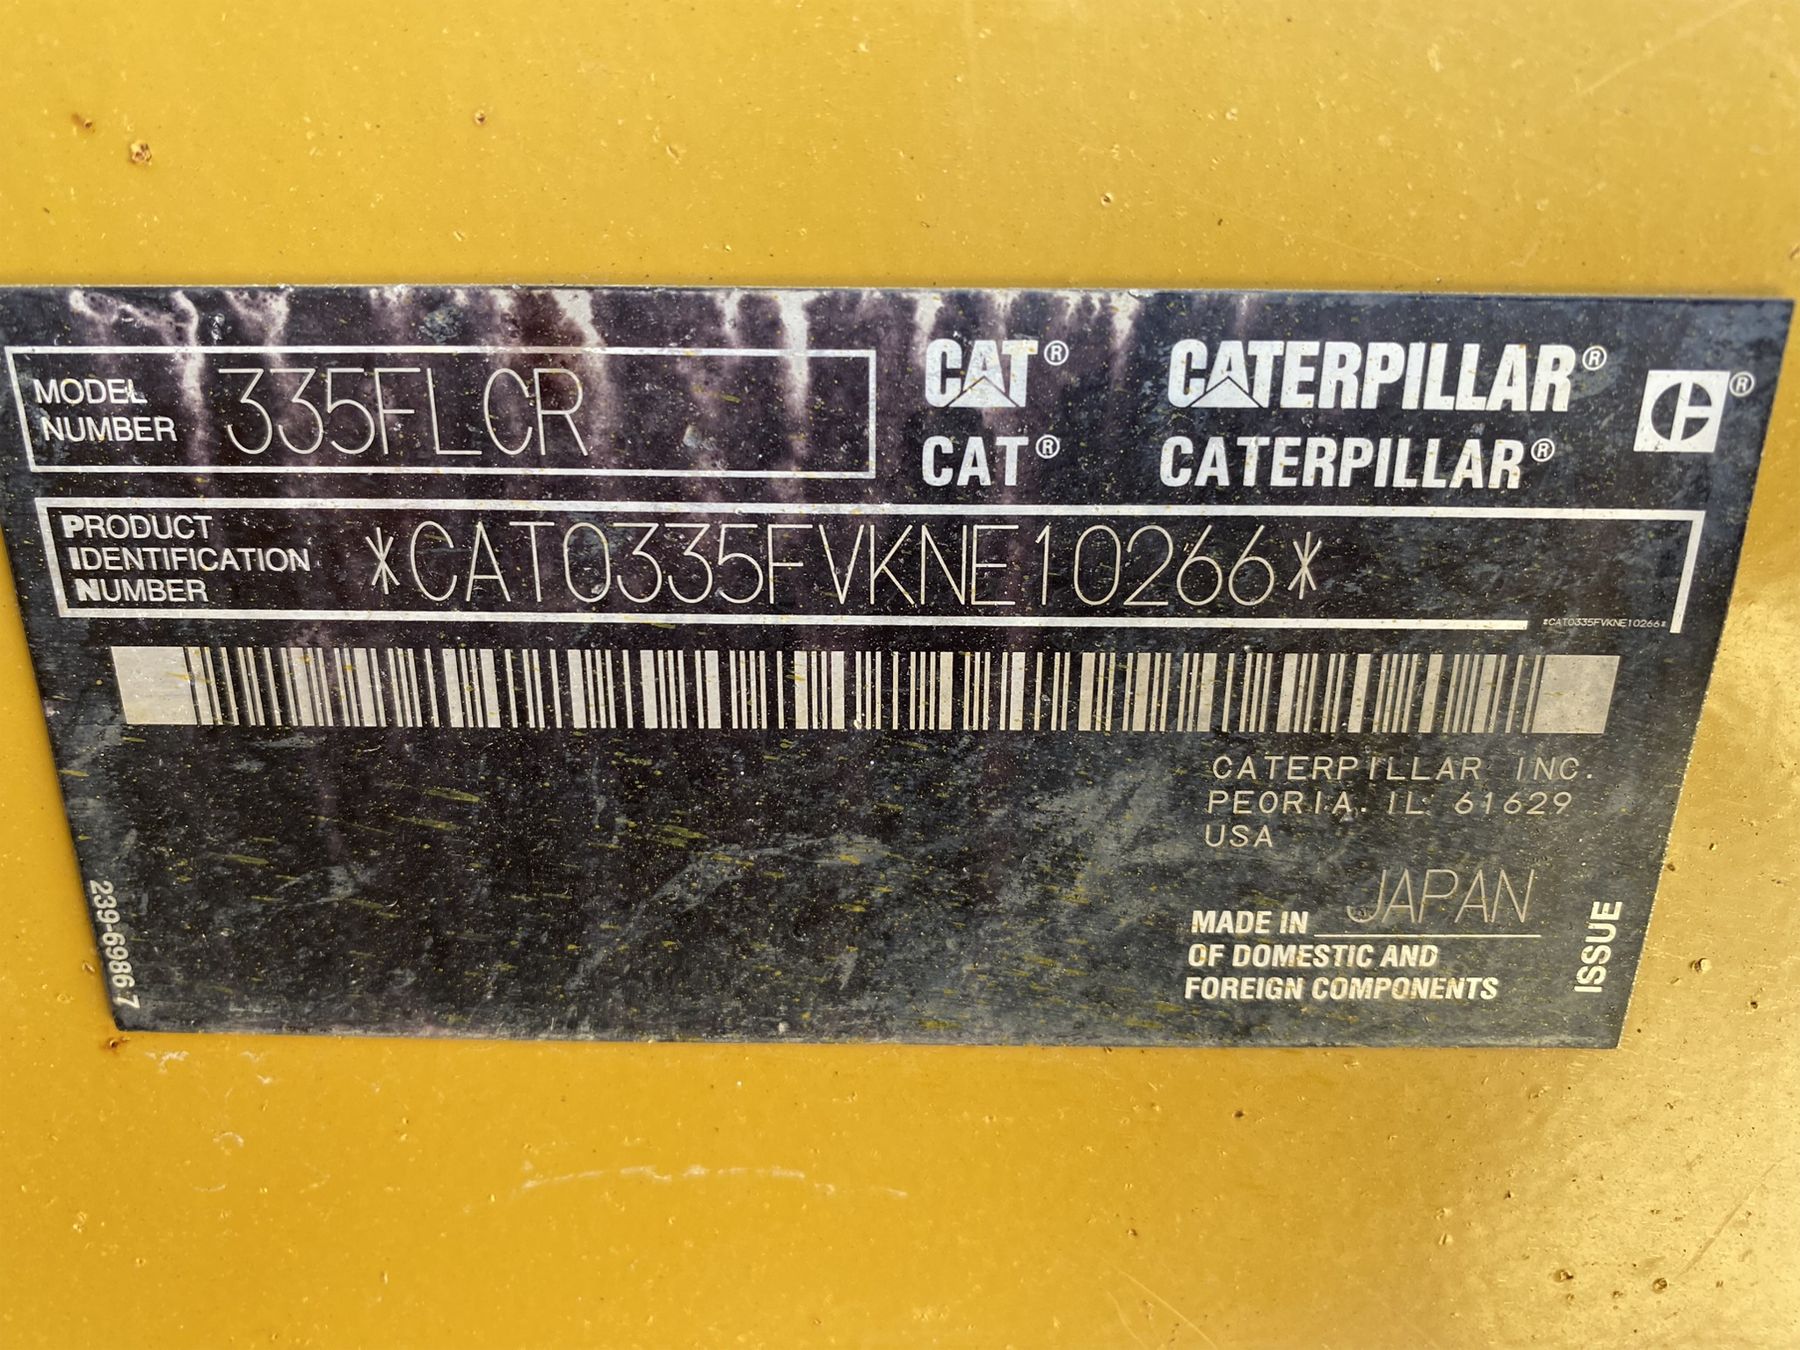 MODEL NUMBER 335FLCR
CAT® CATERPILLAR® ®
CAT® CATERPILLAR®
PRODUCT IDENTIFICATION NUMBER *CAT0335FVKNE10266*
*CAT0335FVKNE10266*
CATERPILLAR INC.
PEORIA. IL 61629
USA
MADE IN JAPAN
OF DOMESTIC AND
FOREIGN COMPONENTS
ISSUE
239-6986 7